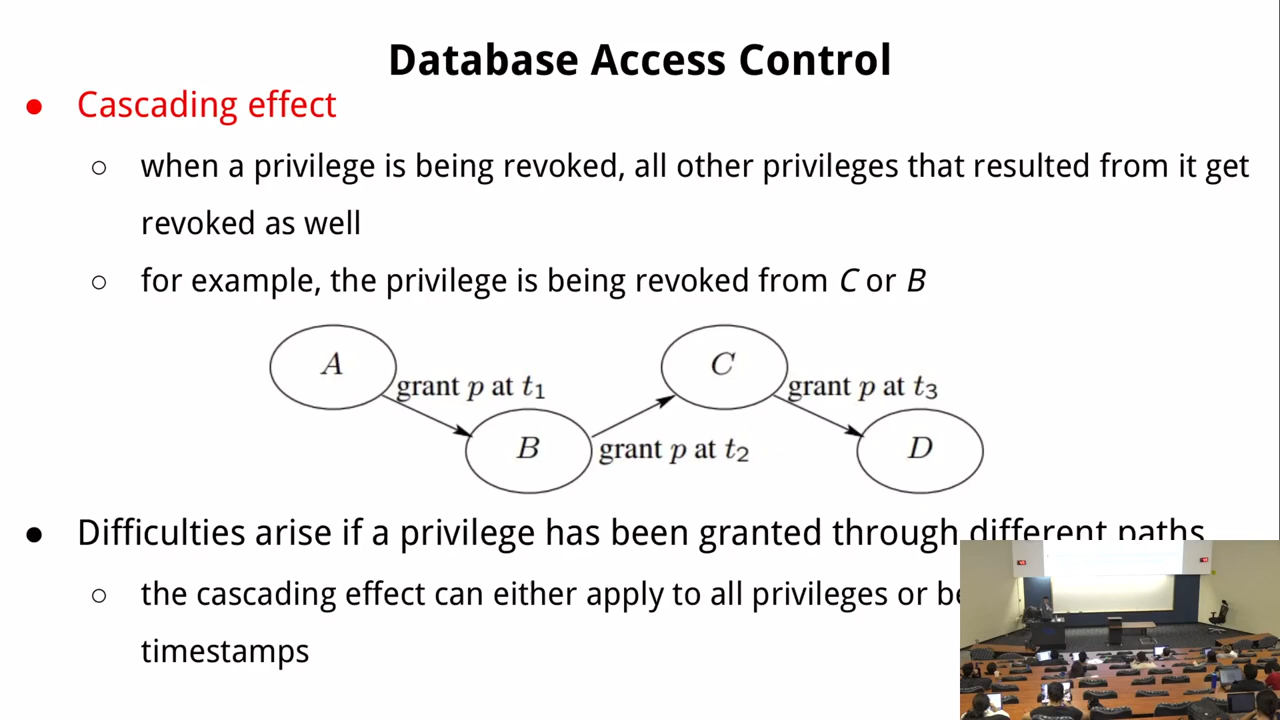 Database Access Control
● Cascading effect
○ when a privilege is being revoked, all other privileges that resulted from it get
revoked as well
○ for example, the privilege is being revoked from C or B
A
grant p at t₁
B
grant p at t₂
C
grant p at t₃
D
● Difficulties arise if a privilege has been granted through different paths
○ the cascading effect can either apply to all privileges or
timestamps